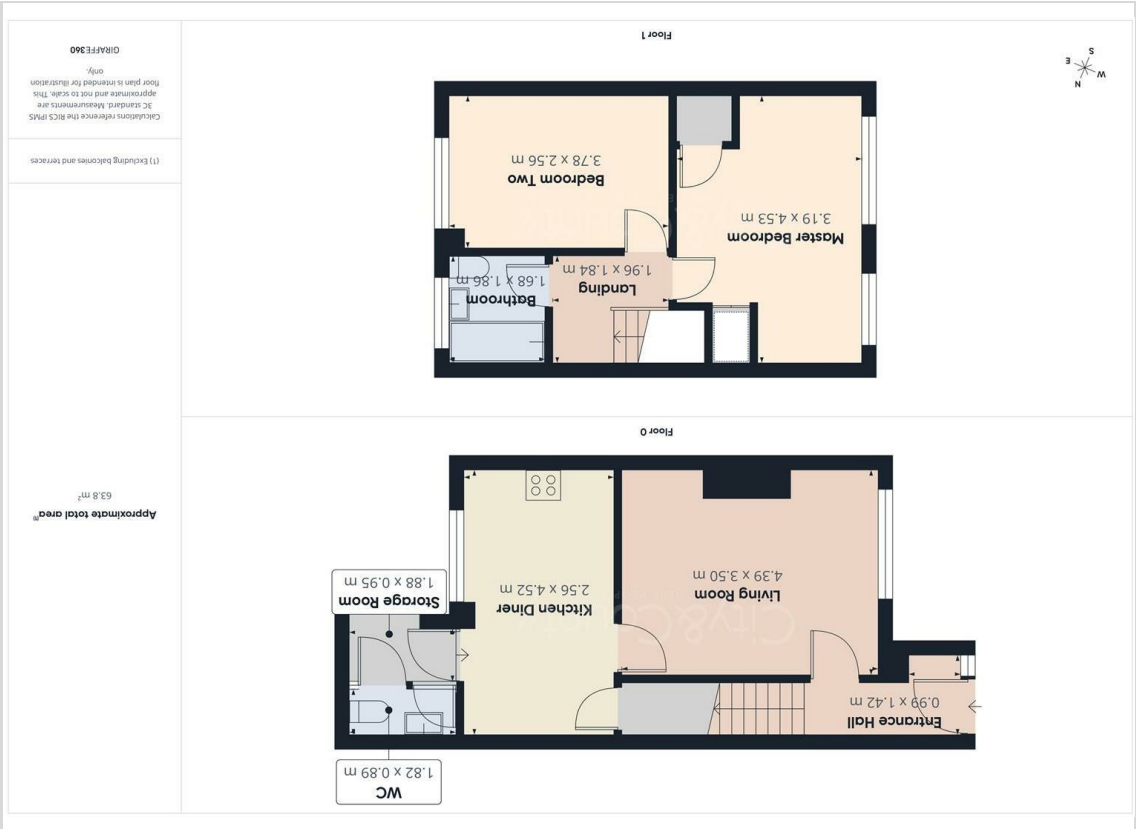 Floor 0
WC
1.82 x 0.89 m
Entrance Hall
0.99 x 1.42 m
Living Room
4.39 x 3.50 m
Kitchen Diner
2.56 x 4.52 m
Storage Room
1.88 x 0.95 m
City&Country
Floor 1
Master Bedroom
3.19 x 4.53 m
Landing
1.96 x 1.84 m
Bathroom
1.68 x 1.86 m
Bedroom Two
3.78 x 2.56 m
N
E
W
S
Approximate total area(1)
63.8 m²
(1) Excluding balconies and terraces
Calculations reference the RICS IPMS
3C standard. Measurements are
approximate and not to scale. This
floor plan is intended for illustration
only.
GIRAFFE360